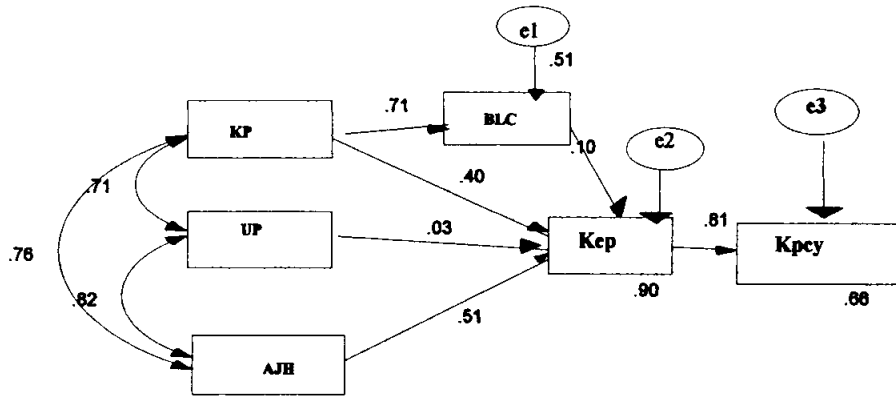 e1
.51
.71
BLC
e3
KP
e2
.10
.71
.40
UP
.03
Kep
.81
Kpcy
.76
.90
.66
.62
.51
AJH